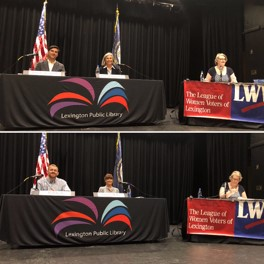 Lexington Public Library
The League of
Women Voters of
Lexington
LWV
Lexington Public Library
The League of
Women Voters of
Lexington
LWV